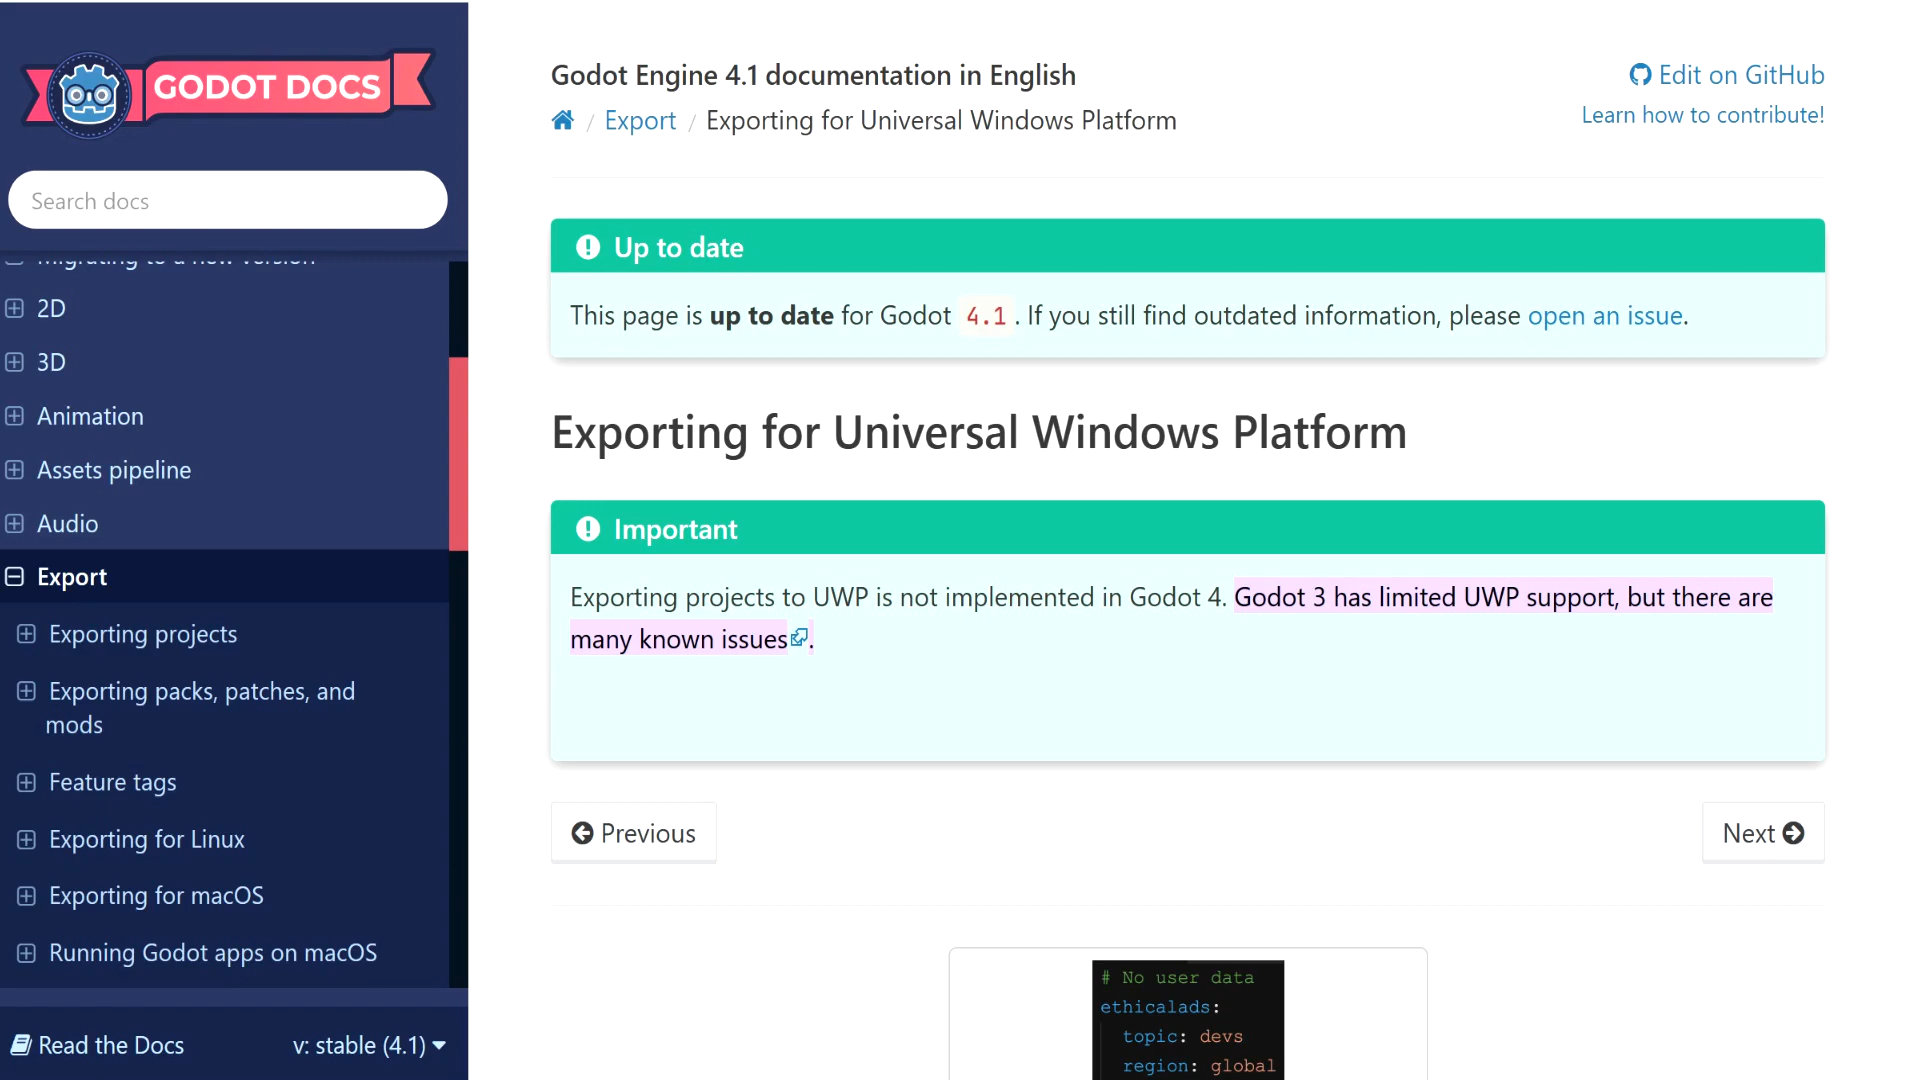 GODOT DOCS
Search docs
Migrating to a new version
2D
3D
Animation
Assets pipeline
Audio
Export
Exporting projects
Exporting packs, patches, and
mods
Feature tags
Exporting for Linux
Exporting for macOS
Running Godot apps on macOS
Read the Docs
v: stable (4.1)
Godot Engine 4.1 documentation in English
/ Export / Exporting for Universal Windows Platform
Edit on GitHub
Learn how to contribute!
Up to date
This page is up to date for Godot 4.1. If you still find outdated information, please open an issue.
Exporting for Universal Windows Platform
Important
Exporting projects to UWP is not implemented in Godot 4. Godot 3 has limited UWP support, but there are
many known issues.
Previous
Next
# No user data
ethicalads:
topic: devs
region: global